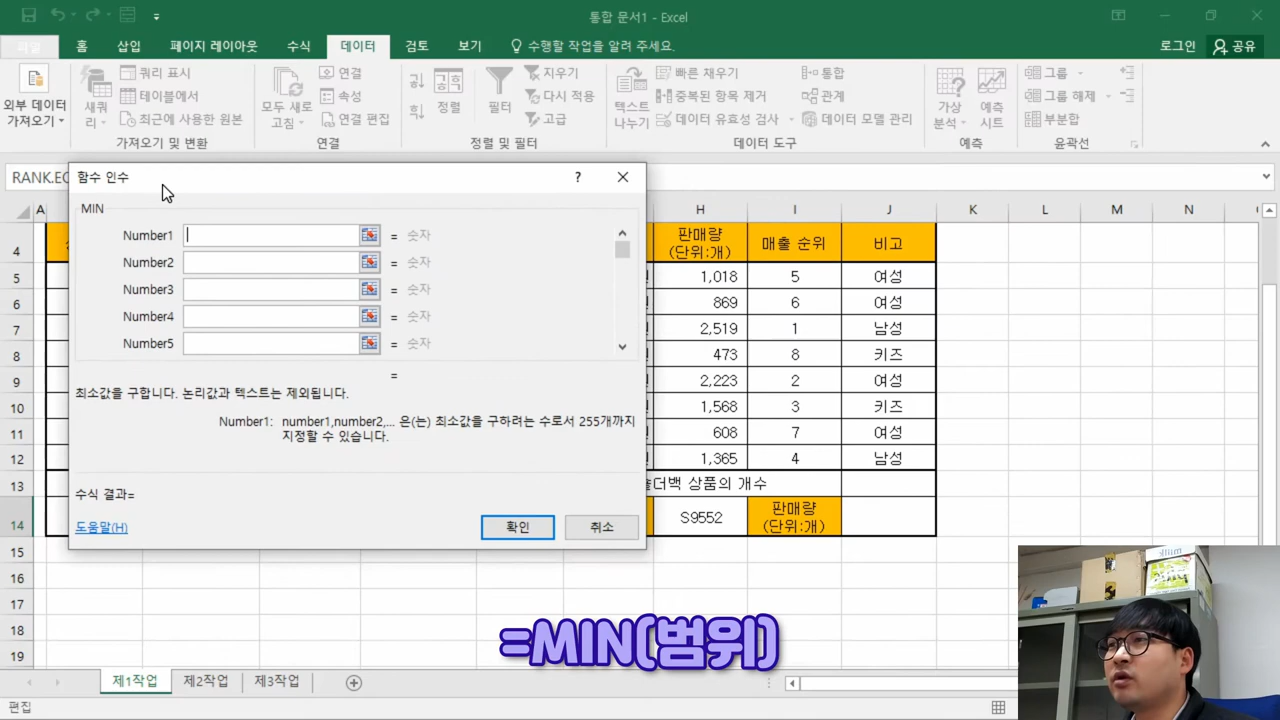 통합 문서1 - Excel
파일 홈 삽입 페이지 레이아웃 수식 데이터 검토 보기 수행할 작업을 알려 주세요. 로그인 공유
외부 데이터
가져오기
새 쿼
리
쿼리 표시
테이블에서
최근에 사용한 원본
가져오기 및 변환
모두 새로
고침
연결
속성
연결 편집
연결
정렬
필터
지우기
다시 적용
고급
정렬 및 필터
텍스트
나누기
빠른 채우기
중복된 항목 제거
데이터 유효성 검사
통합
관계
데이터 모델 관리
데이터 도구
가상
분석
예측
시트
예측
그룹
그룹 해제
부분합
윤곽선
RANK.EQ
함수 인수 ?
MIN
Number1 = 숫자
Number2 = 숫자
Number3 = 숫자
Number4 = 숫자
Number5 = 숫자
=
최소값을 구합니다. 논리값과 텍스트는 제외됩니다.
Number1: number1,number2,... 은(는) 최소값을 구하려는 수로서 255개까지
지정할 수 있습니다.
수식 결과=
도움말(H) 확인 취소
A H I J K L M N
4 판매량
(단위:개) 매출 순위 비고
5 1,018 5 여성
6 869 6 여성
7 2,519 1 남성
8 473 8 키즈
9 2,223 2 여성
10 1,568 3 키즈
11 608 7 여성
12 1,365 4 남성
13 더백 상품의 개수
14 S9552 판매량
(단위:개)
15
16
17
18
19
=MIN(범위)
제1작업 제2작업 제3작업
편집